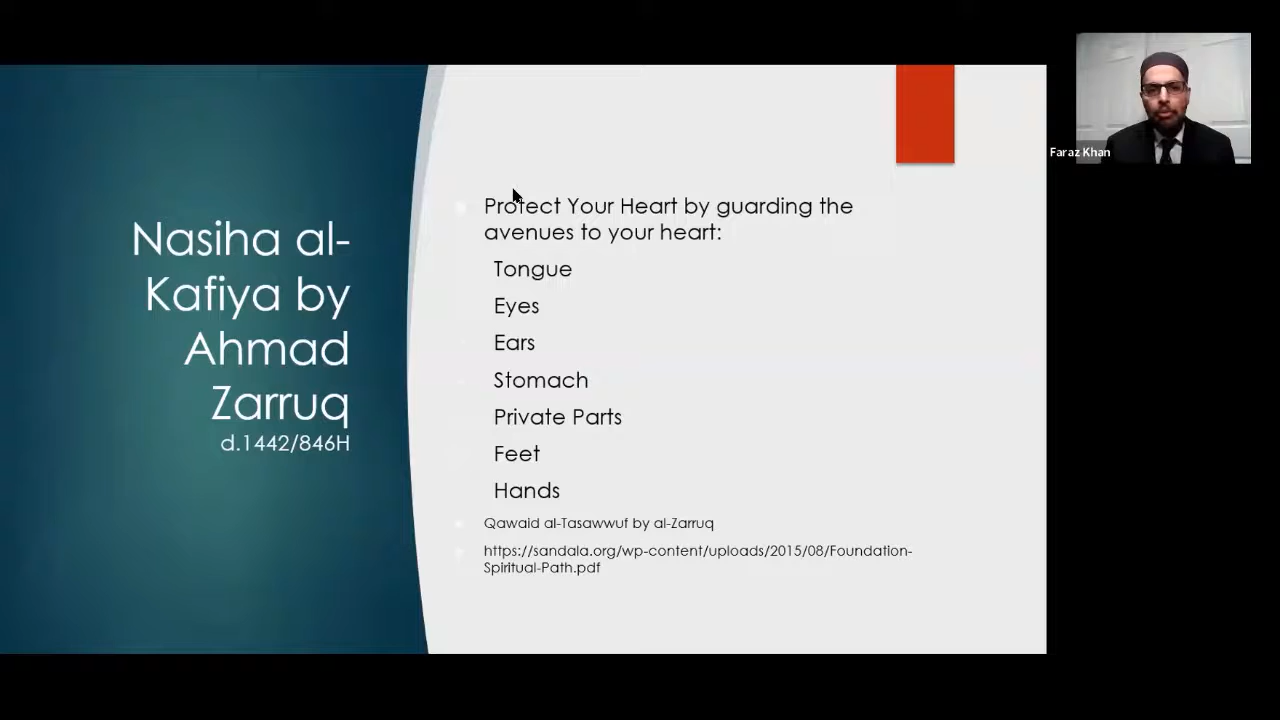 Nasiha al-
Kafiya by
Ahmad
Zarruq
d.1442/846H
Protect Your Heart by guarding the
avenues to your heart:
Tongue
Eyes
Ears
Stomach
Private Parts
Feet
Hands
Qawaid al-Tasawwuf by al-Zarruq
https://sandala.org/wp-content/uploads/2015/08/Foundation-
Spiritual-Path.pdf
Faraz Khan